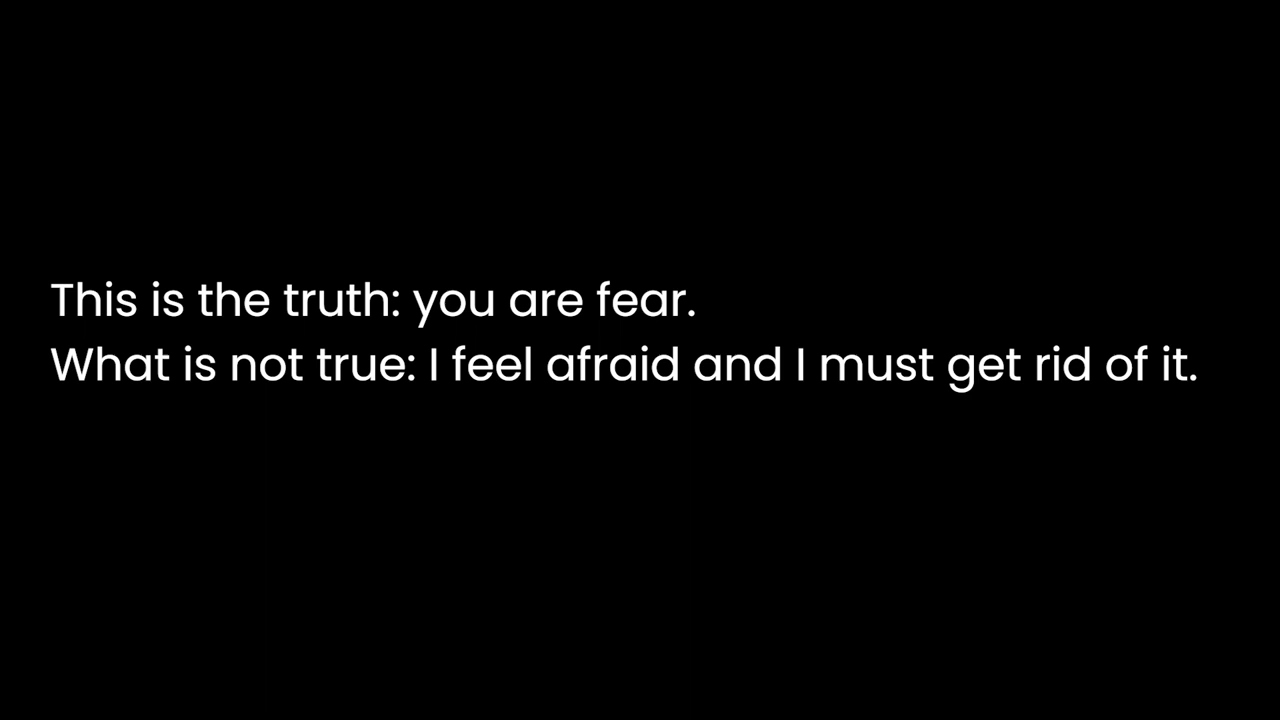 This is the truth: you are fear.
What is not true: I feel afraid and I must get rid of it.